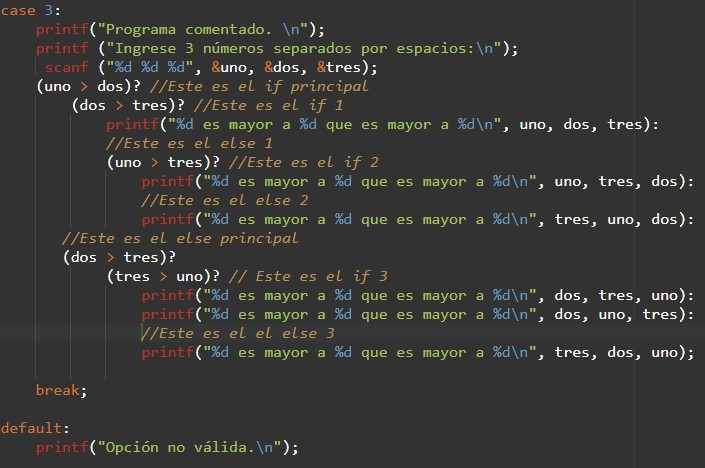 case 3:
printf("Programa comentado. \n");
printf ("Ingrese 3 números separados por espacios:\n");
scanf ("%d %d %d", &uno, &dos, &tres);
(uno > dos)? //Este es el if principal
(dos > tres)? //Este es el if 1
printf("%d es mayor a %d que es mayor a %d\n", uno, dos, tres):
//Este es el else 1
(uno > tres)? //Este es el if 2
printf("%d es mayor a %d que es mayor a %d\n", uno, tres, dos):
//Este es el else 2
printf("%d es mayor a %d que es mayor a %d\n", tres, uno, dos):
//Este es el else principal
(dos > tres)?
(tres > uno)? // Este es el if 3
printf("%d es mayor a %d que es mayor a %d\n", dos, tres, uno):
printf("%d es mayor a %d que es mayor a %d\n", dos, uno, tres):
//Este es el el else 3
printf("%d es mayor a %d que es mayor a %d\n", tres, dos, uno);
break;
default:
printf("Opción no válida.\n");